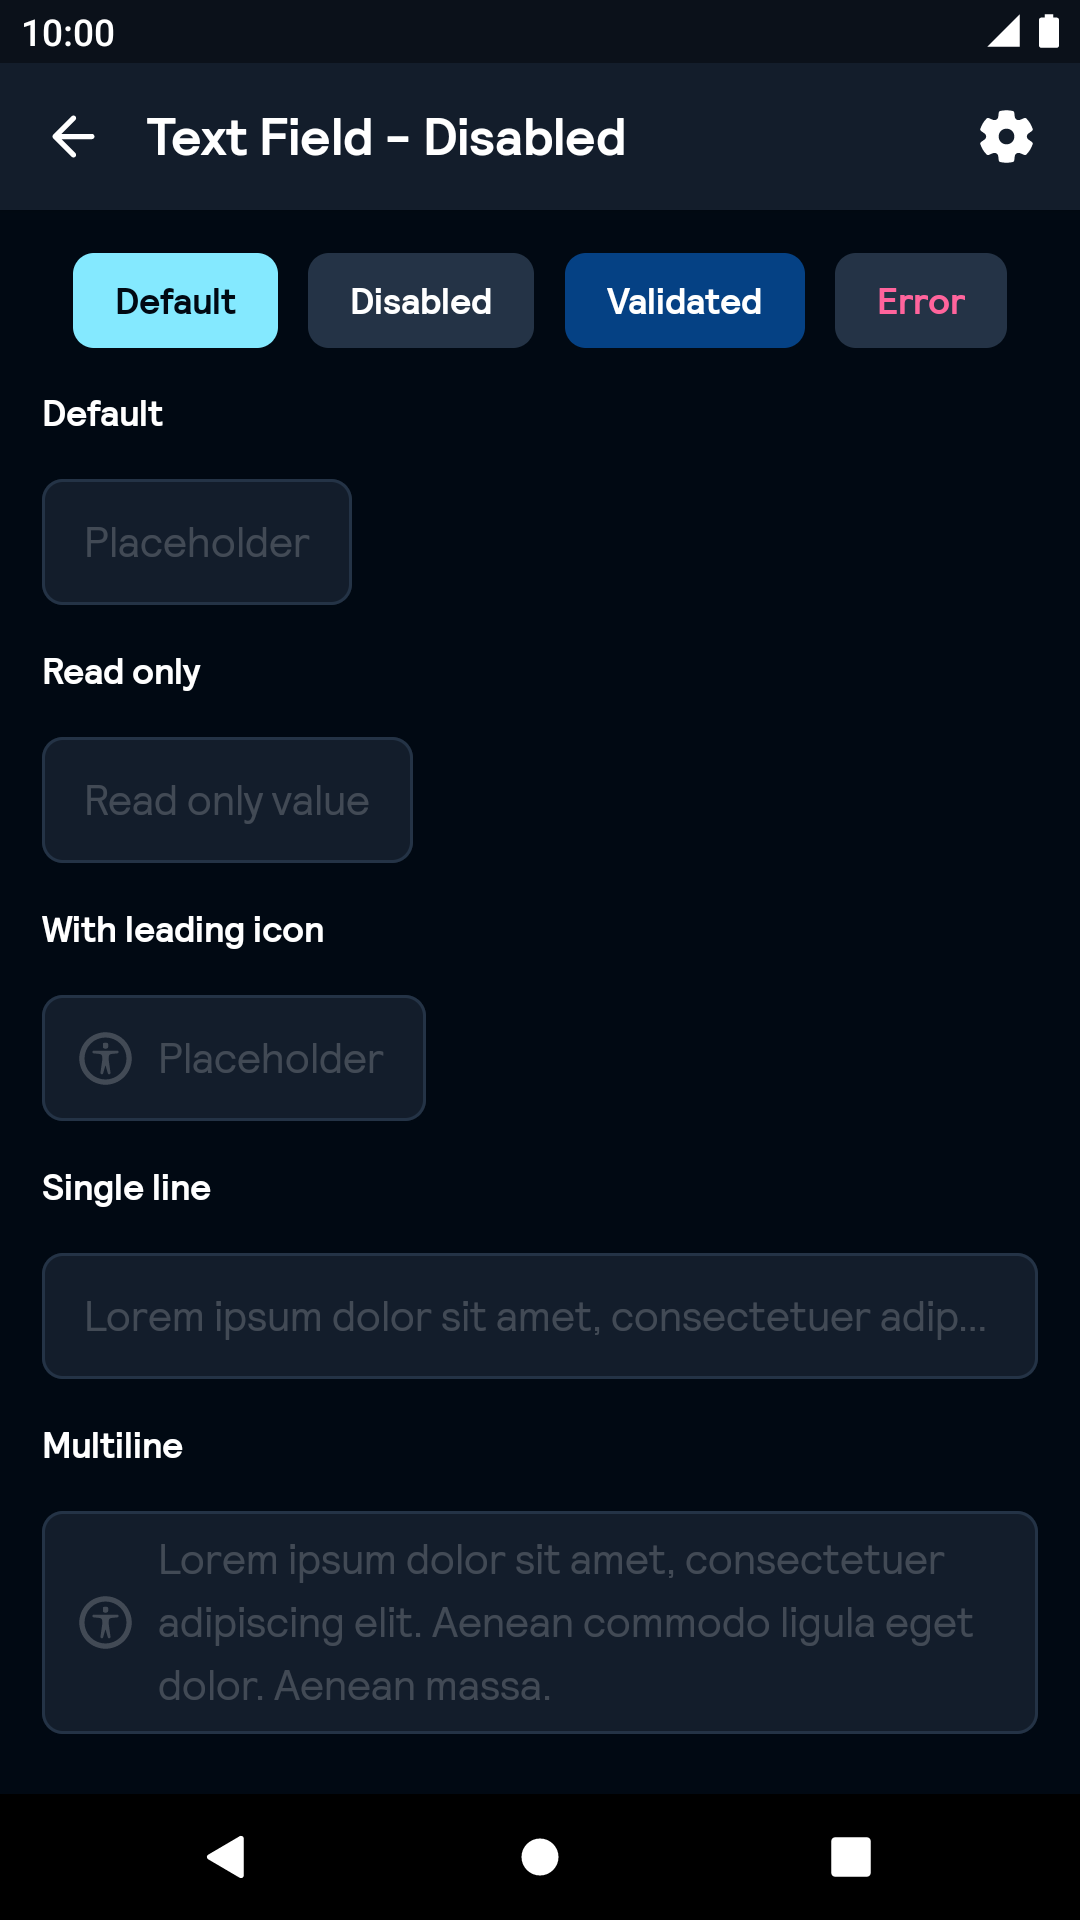 10:00
Text Field - Disabled
Default
Disabled
Validated
Error
Default
Placeholder
Read only
Read only value
With leading icon
Placeholder
Single line
Lorem ipsum dolor sit amet, consectetuer adip...
Multiline
Lorem ipsum dolor sit amet, consectetuer
adipiscing elit. Aenean commodo ligula eget
dolor. Aenean massa.